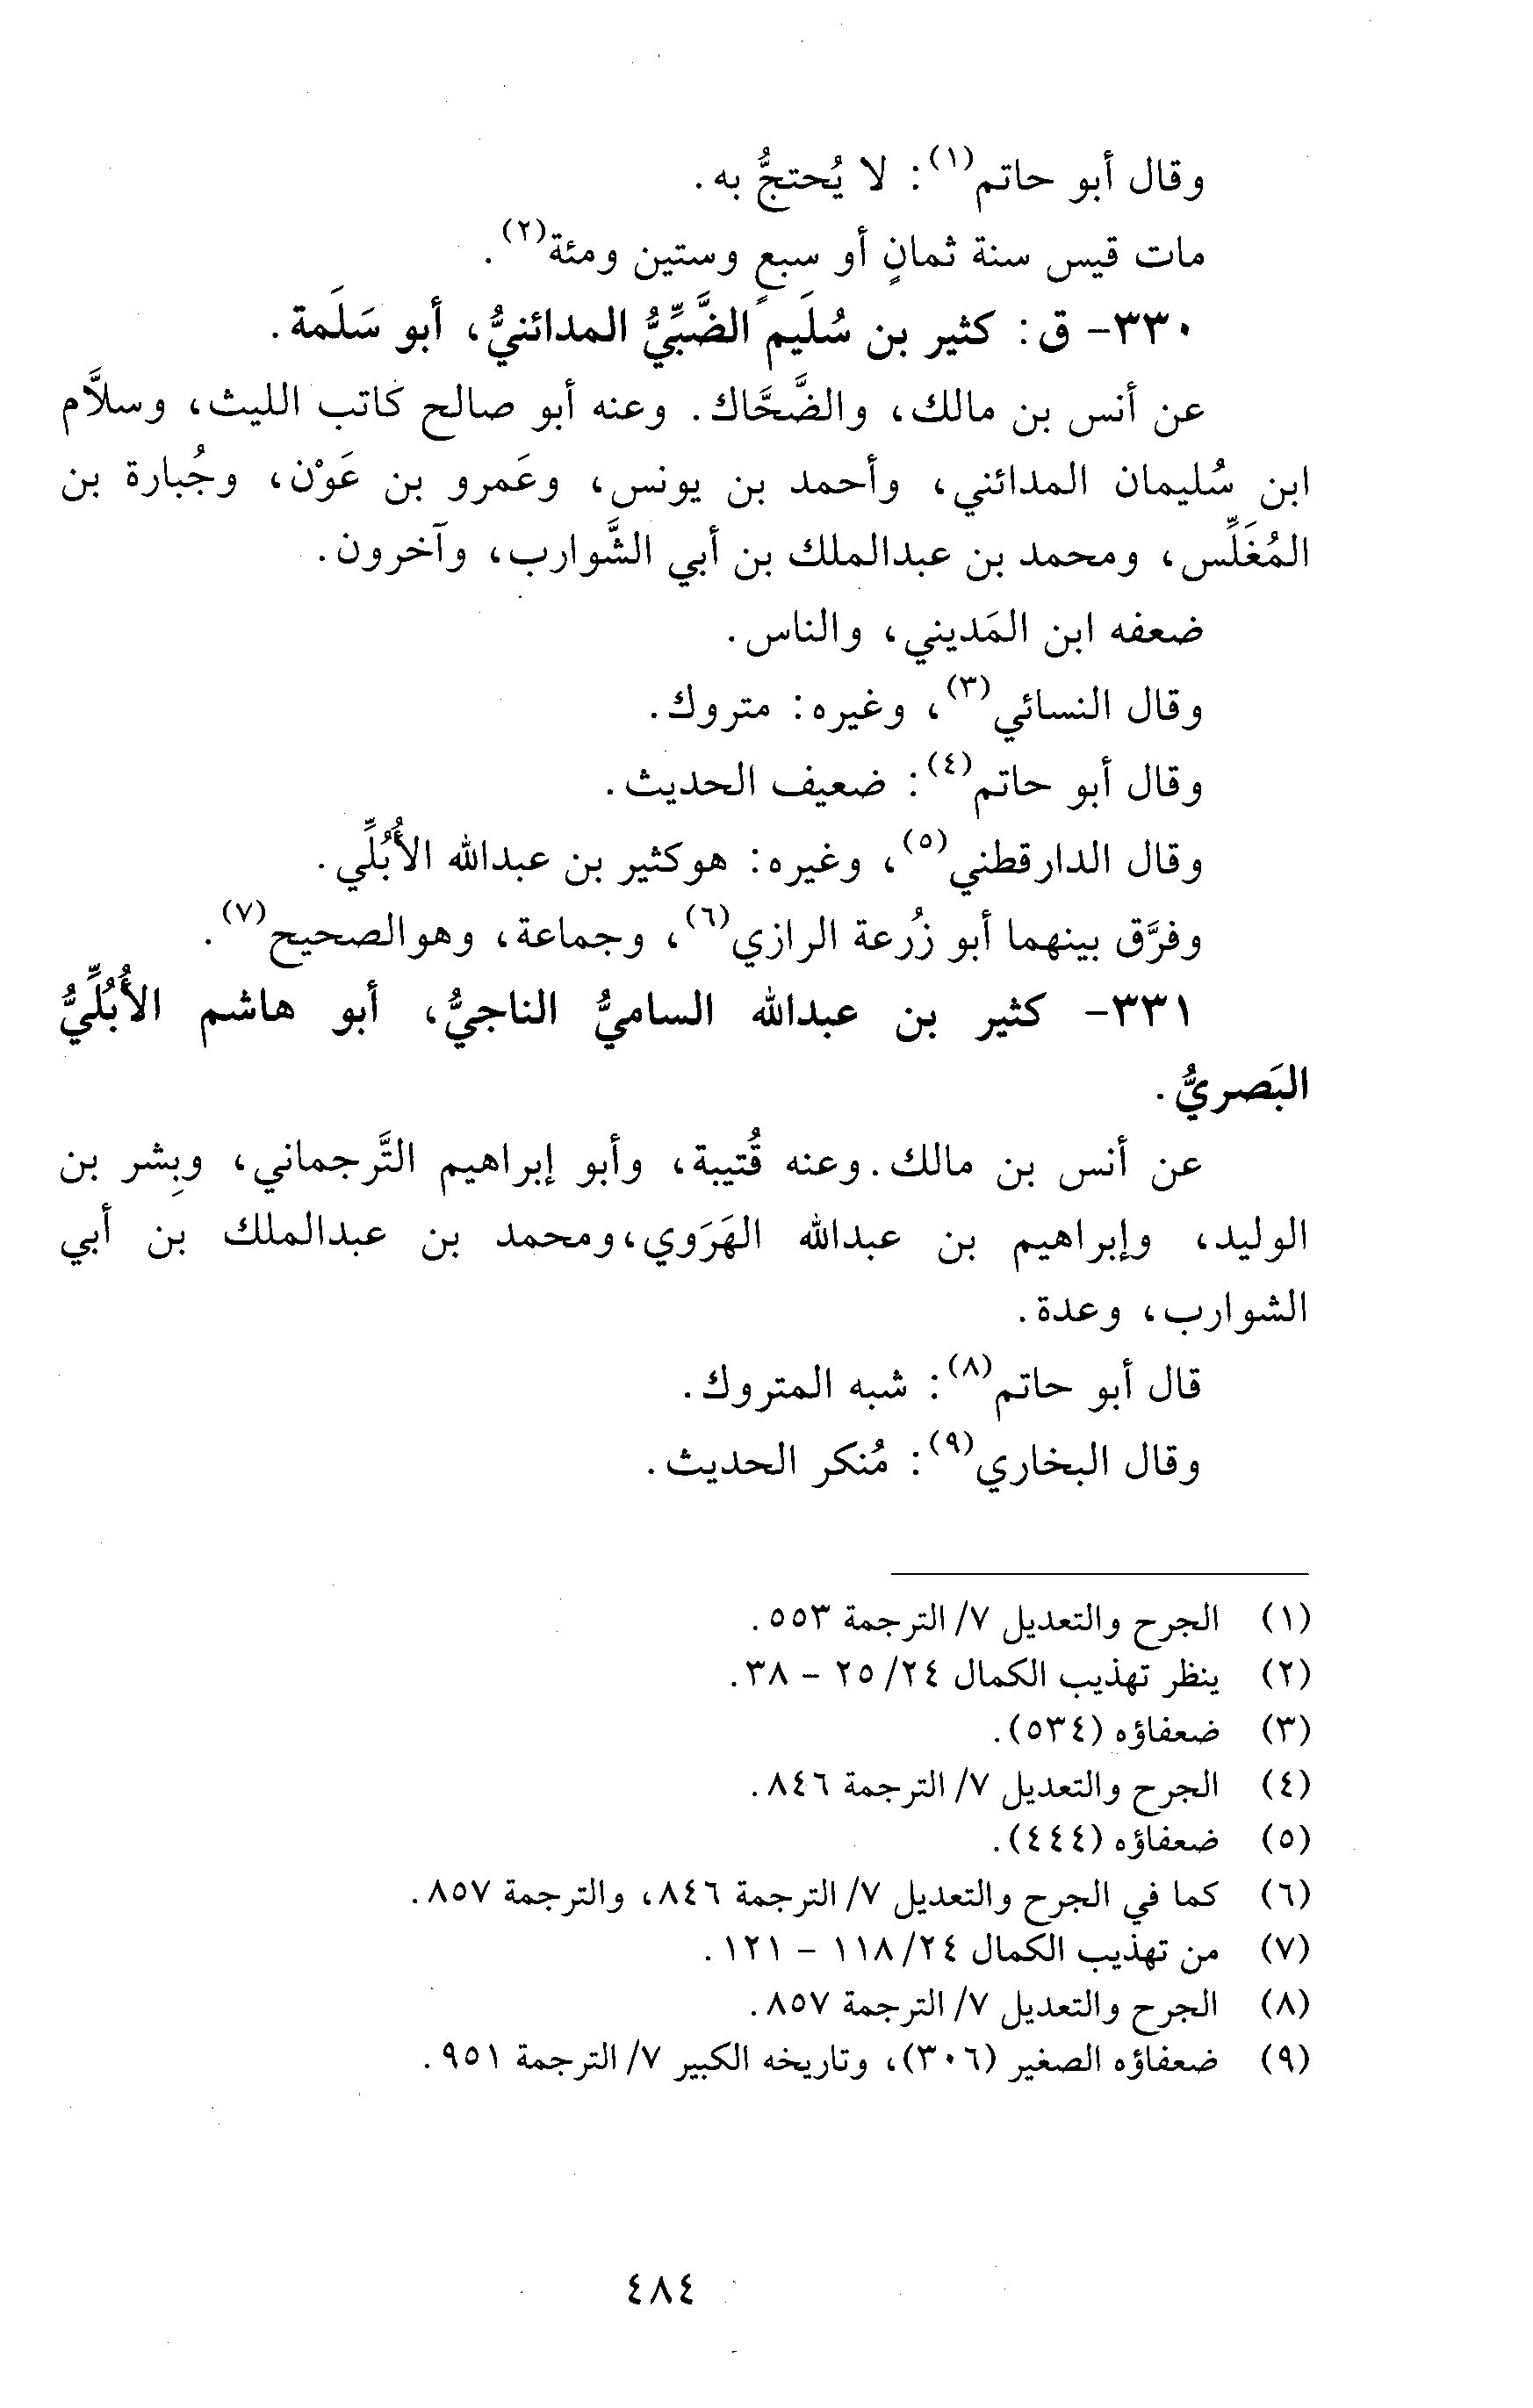 وقال أبو حاتم(١): لا يُحتجُّ به.
مات قيس سنة ثمانٍ أو سبعٍ وستين ومئة(٢).
٣٣٠- ق: كثير بن سُلَيم الضَّبِّيُّ المدائنيُّ، أبو سَلَمة.
عن أنس بن مالك، والضَّحَّاك. وعنه أبو صالح كاتب الليث، وسلاَّم
ابن سُليمان المدائني، وأحمد بن يونس، وعَمرو بن عَوْن، وجُبارة بن
المُغَلِّس، ومحمد بن عبدالملك بن أبي الشَّوارب، وآخرون.
ضعفه ابن المَديني، والناس.
وقال النسائي(٣)، وغيره: متروك.
وقال أبو حاتم(٤): ضعيف الحديث.
وقال الدارقطني(٥)، وغيره: هوكثير بن عبدالله الأُبُلِّي.
وفرَّق بينهما أبو زُرعة الرازي(٦)، وجماعة، وهوالصحيح(٧).
٣٣١- كثير بن عبدالله الساميُّ الناجيُّ، أبو هاشم الأُبُلِّيُّ
البَصريُّ.
عن أنس بن مالك. وعنه قُتيبة، وأبو إبراهيم التَّرجماني، وبِشر بن
الوليد، وإبراهيم بن عبدالله الهَرَوي،ومحمد بن عبدالملك بن أبي
الشوارب، وعدة.
قال أبو حاتم(٨): شبه المتروك.
وقال البخاري(٩): مُنكر الحديث.
(١) الجرح والتعديل ٧/ الترجمة ٥٥٣.
(٢) ينظر تهذيب الكمال ٢٤/ ٢٥ - ٣٨.
(٣) ضعفاؤه (٥٣٤).
(٤) الجرح والتعديل ٧/ الترجمة ٨٤٦.
(٥) ضعفاؤه (٤٤٤).
(٦) كما في الجرح والتعديل ٧/ الترجمة ٨٤٦، والترجمة ٨٥٧.
(٧) من تهذيب الكمال ٢٤/ ١١٨ - ١٢١.
(٨) الجرح والتعديل ٧/ الترجمة ٨٥٧.
(٩) ضعفاؤه الصغير (٣٠٦)، وتاريخه الكبير ٧/ الترجمة ٩٥١.
٤٨٤